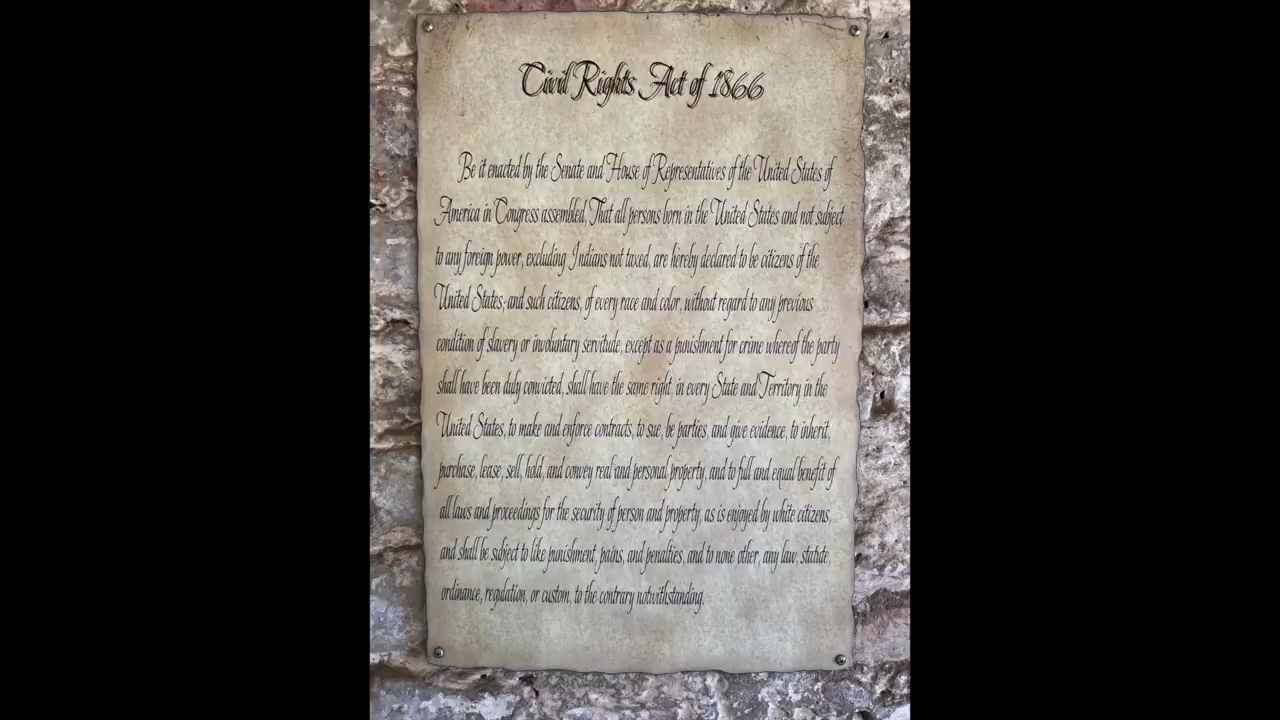 Civil Rights Act of 1866
Be it enacted by the Senate and House of Representatives of the United States of
America in Congress assembled, That all persons born in the United States and not subject
to any foreign power, excluding Indians not taxed, are hereby declared to be citizens of the
United States; and such citizens, of every race and color, without regard to any previous
condition of slavery or involuntary servitude, except as a punishment for crime whereof the party
shall have been duly convicted, shall have the same right, in every State and Territory in the
United States, to make and enforce contracts, to sue, be parties, and give evidence, to inherit,
purchase, lease, sell, hold, and convey real and personal property, and to full and equal benefit of
all laws and proceedings for the security of person and property, as is enjoyed by white citizens,
and shall be subject to like punishment, pains, and penalties, and to none other, any law, statute,
ordinance, regulation, or custom, to the contrary notwithstanding.